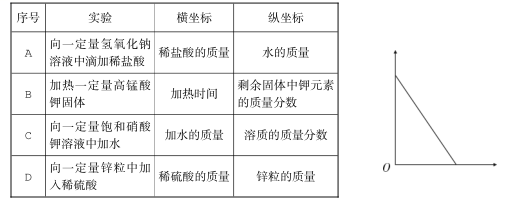 序号 实验 横坐标 纵坐标
A 向一定量氢氧化钠溶液中滴加稀盐酸 稀盐酸的质量 水的质量
B 加热一定量高锰酸钾固体 加热时间 剩余固体中钾元素的质量分数
C 向一定量饱和硝酸钾溶液中加水 加水的质量 溶质的质量分数
D 向一定量锌粒中加入稀硫酸 稀硫酸的质量 锌粒的质量
O